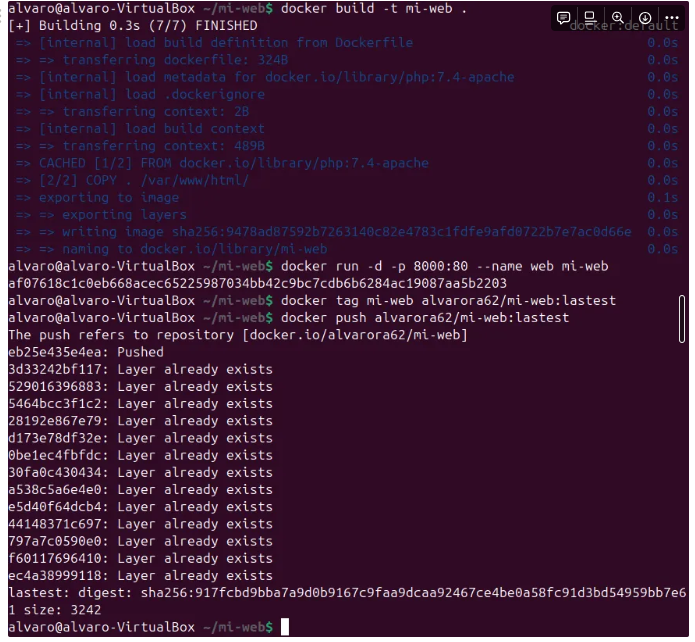 alvaro@alvaro-VirtualBox ~/mi-web$ docker build -t mi-web .
[+] Building 0.3s (7/7) FINISHED docker:default
=> [internal] load build definition from Dockerfile 0.0s
=> => transferring dockerfile: 324B 0.0s
=> [internal] load metadata for docker.io/library/php:7.4-apache 0.0s
=> [internal] load .dockerignore 0.0s
=> => transferring context: 2B 0.0s
=> [internal] load build context 0.0s
=> => transferring context: 489B 0.0s
=> CACHED [1/2] FROM docker.io/library/php:7.4-apache 0.0s
=> [2/2] COPY . /var/www/html/ 0.0s
=> exporting to image 0.1s
=> => exporting layers 0.0s
=> => writing image sha256:9478ad87592b7263140c82e4783c1fdfe9afd0722b7e7ac0d66e 0.0s
=> => naming to docker.io/library/mi-web 0.0s
alvaro@alvaro-VirtualBox ~/mi-web$ docker run -d -p 8000:80 --name web mi-web
af07618c1c0eb668acec65225987034bb42c9bc7cdb6b6284ac19087aa5b2203
alvaro@alvaro-VirtualBox ~/mi-web$ docker tag mi-web alvarora62/mi-web:lastest
alvaro@alvaro-VirtualBox ~/mi-web$ docker push alvarora62/mi-web:lastest
The push refers to repository [docker.io/alvarora62/mi-web]
eb25e435e4ea: Pushed
3d33242bf117: Layer already exists
529016396883: Layer already exists
5464bcc3f1c2: Layer already exists
28192e867e79: Layer already exists
d173e78df32e: Layer already exists
0be1ec4fbfdc: Layer already exists
30fa0c430434: Layer already exists
a538c5a6e4e0: Layer already exists
e5d40f64dcb4: Layer already exists
44148371c697: Layer already exists
797a7c0590e0: Layer already exists
f60117696410: Layer already exists
ec4a38999118: Layer already exists
lastest: digest: sha256:917fcbd9bba7a9d0b9167c9faa9dcaa92467ce4be0a58fc91d3bd54959bb7e6
1 size: 3242
alvaro@alvaro-VirtualBox ~/mi-web$